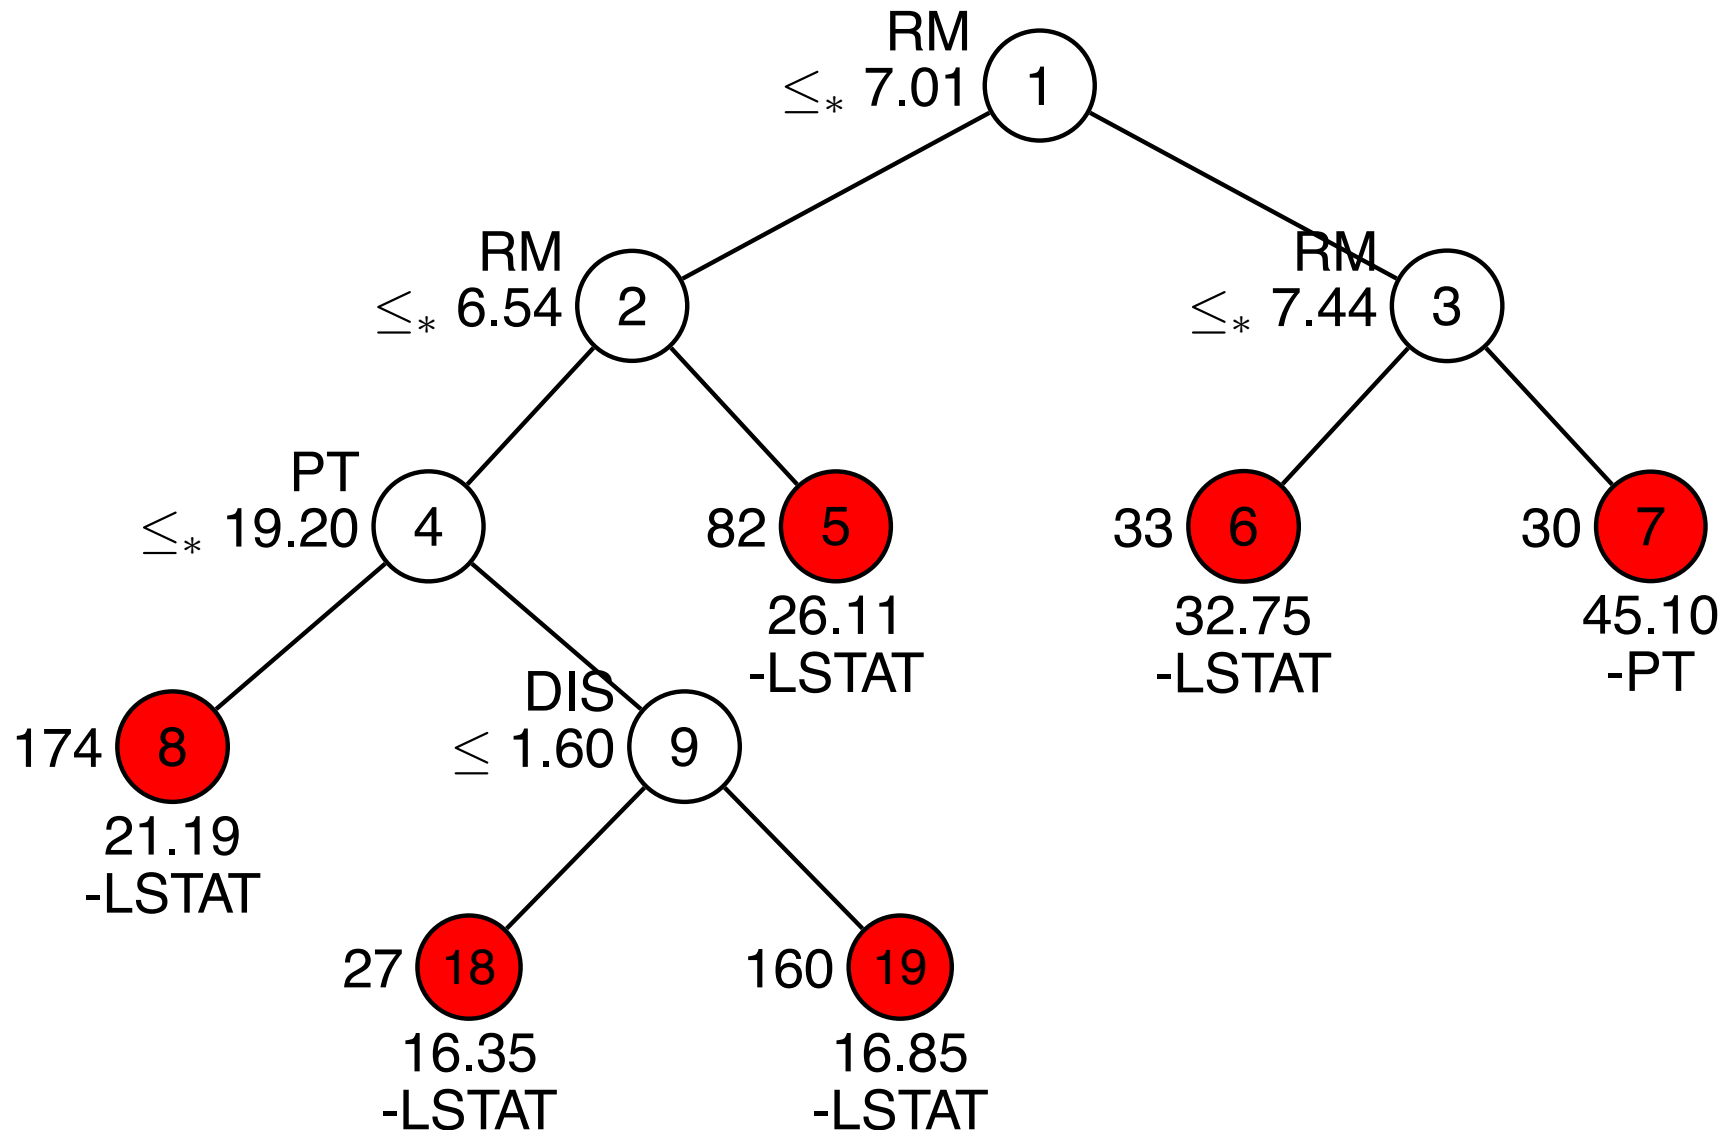 RM
≤* 7.01
1
RM
≤* 6.54
2
RM
≤* 7.44
3
PT
≤* 19.20
4
82
5
26.11
-LSTAT
33
6
32.75
-LSTAT
30
7
45.10
-PT
174
8
21.19
-LSTAT
DIS
≤ 1.60
9
27
18
16.35
-LSTAT
160
19
16.85
-LSTAT